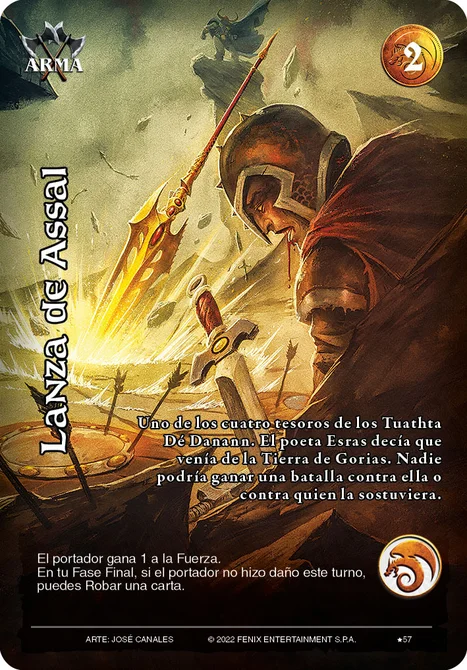 ARMA
2
Lanza de Assal
Uno de los cuatro tesoros de los Tuathta
Dé Danann. El poeta Esras decía que
venía de la Tierra de Gorias. Nadie
podría ganar una batalla contra ella o
contra quien la sostuviera.
El portador gana 1 a la Fuerza.
En tu Fase Final, si el portador no hizo daño este turno,
puedes Robar una carta.
ARTE: JOSÉ CANALES © 2022 FENIX ENTERTAINMENT S.P.A. ★57